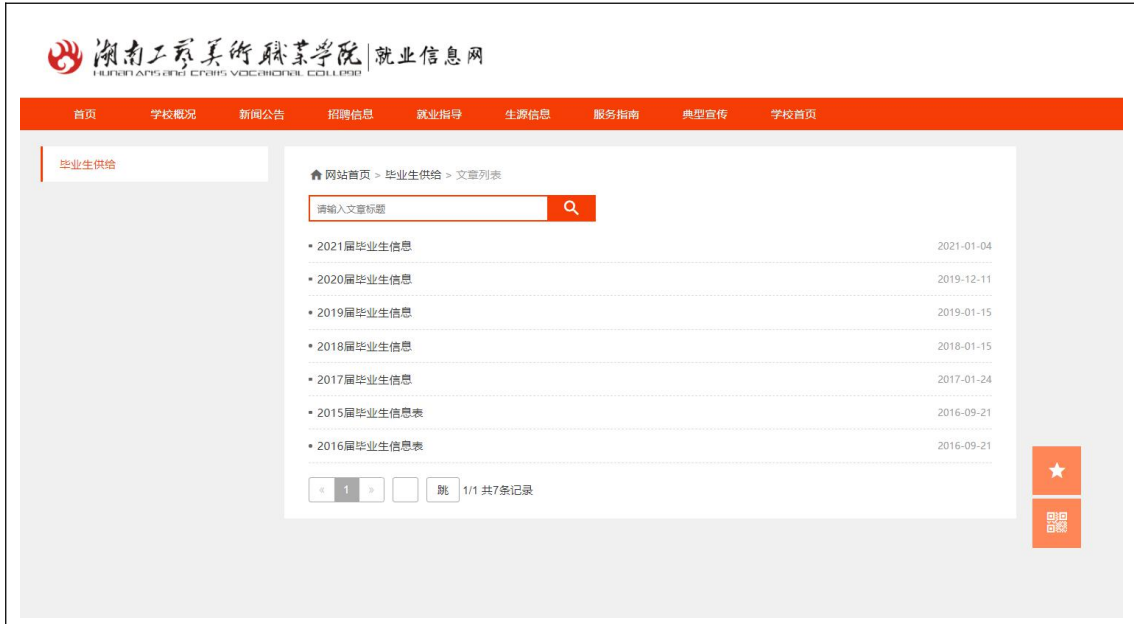 湖南工艺美术职业学院 就业信息网
HUNAN ARTS AND CRAFTS VOCATIONAL COLLEGE
首页 学校概况 新闻公告 招聘信息 就业指导 生源信息 服务指南 典型宣传 学校首页
毕业生供给
网站首页 > 毕业生供给 > 文章列表
请输入文章标题
2021届毕业生信息 2021-01-04
2020届毕业生信息 2019-12-11
2019届毕业生信息 2019-01-15
2018届毕业生信息 2018-01-15
2017届毕业生信息 2017-01-24
2015届毕业生信息表 2016-09-21
2016届毕业生信息表 2016-09-21
« 1 » 跳 1/1 共7条记录